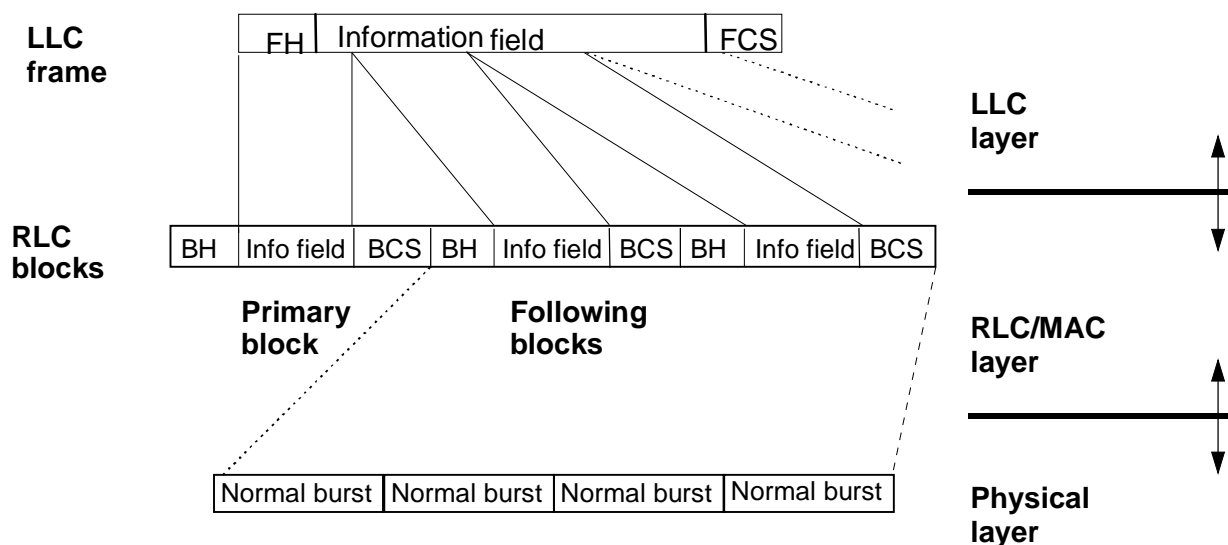 LLC
frame
FH Information field FCS
LLC
layer
RLC
blocks
BH Info field BCS BH Info field BCS BH Info field BCS
Primary
block
Following
blocks
RLC/MAC
layer
Normal burst Normal burst Normal burst Normal burst
Physical
layer